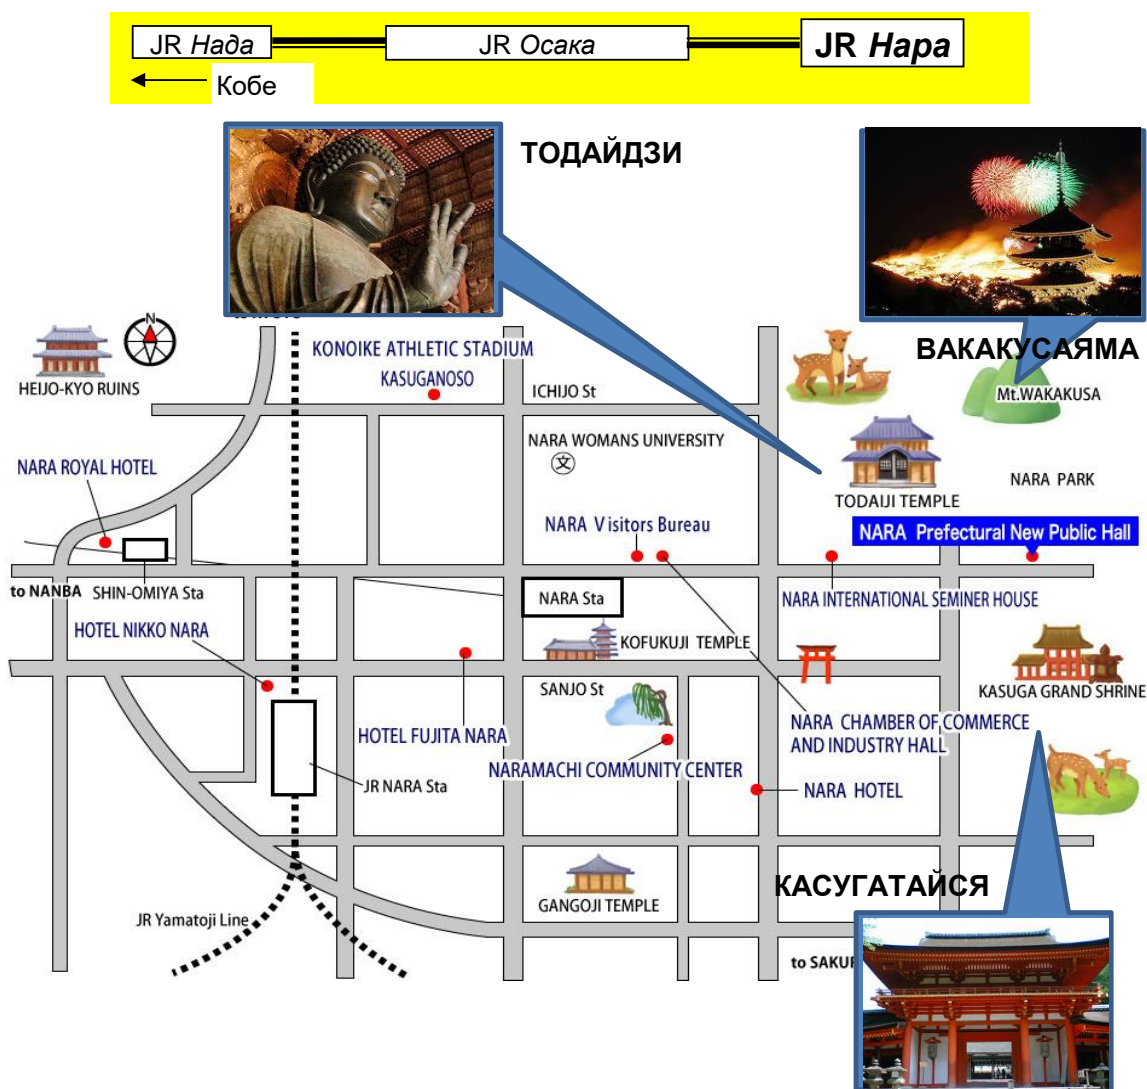 JR Нада
JR Осака
JR Нара
Кобе
ТОДАЙДЗИ
ВАКАКУСАЯМА
N
HEIJO-KYO RUINS
KONOIKE ATHLETIC STADIUM
KASUGANOSO
ICHIJO St
Mt.WAKAKUSA
NARA WOMANS UNIVERSITY
文
NARA ROYAL HOTEL
TODAIJI TEMPLE
NARA PARK
NARA Visitors Bureau
NARA Prefectural New Public Hall
to NANBA
SHIN-OMIYA Sta
NARA Sta
NARA INTERNATIONAL SEMINER HOUSE
HOTEL NIKKO NARA
KOFUKUJI TEMPLE
SANJO St
KASUGA GRAND SHRINE
HOTEL FUJITA NARA
NARA CHAMBER OF COMMERCE
AND INDUSTRY HALL
NARAMACHI COMMUNITY CENTER
JR NARA Sta
NARA HOTEL
КАСУГАТАЙСЯ
GANGOJI TEMPLE
JR Yamatoji Line
to